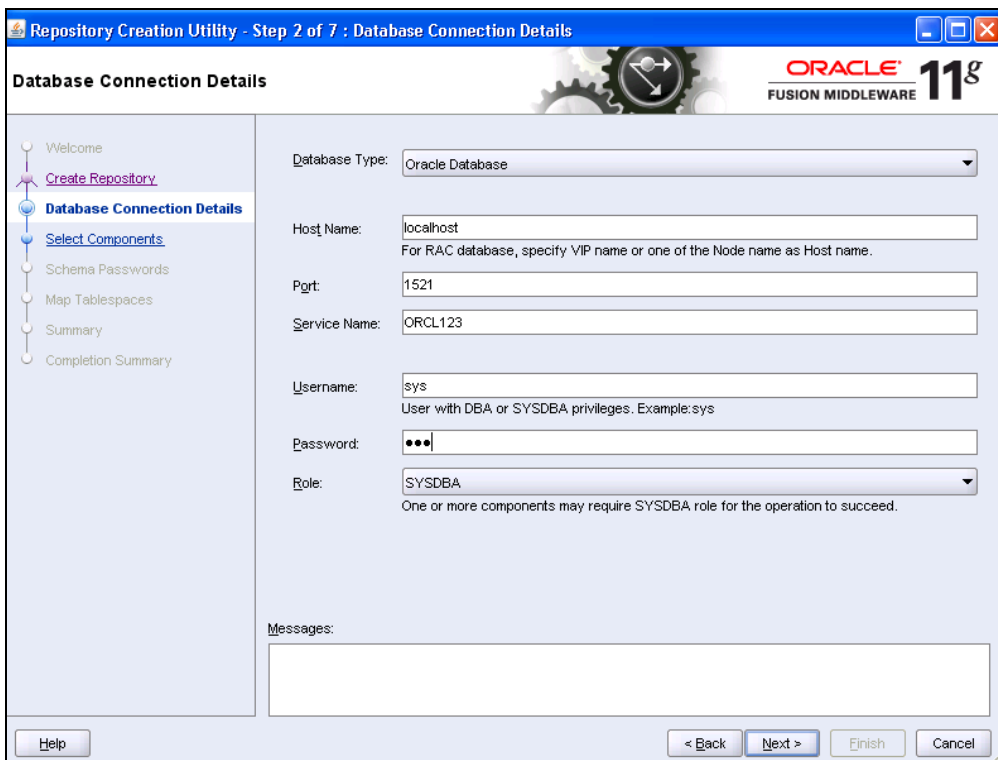 Repository Creation Utility - Step 2 of 7 : Database Connection Details
Database Connection Details
ORACLE
FUSION MIDDLEWARE 11g
Welcome
Create Repository
Database Connection Details
Select Components
Schema Passwords
Map Tablespaces
Summary
Completion Summary
Database Type: Oracle Database
Host Name: localhost
For RAC database, specify VIP name or one of the Node name as Host name.
Port: 1521
Service Name: ORCL123
Username: sys
User with DBA or SYSDBA privileges. Example:sys
Password: •••
Role: SYSDBA
One or more components may require SYSDBA role for the operation to succeed.
Messages:
Help
< Back
Next >
Finish
Cancel